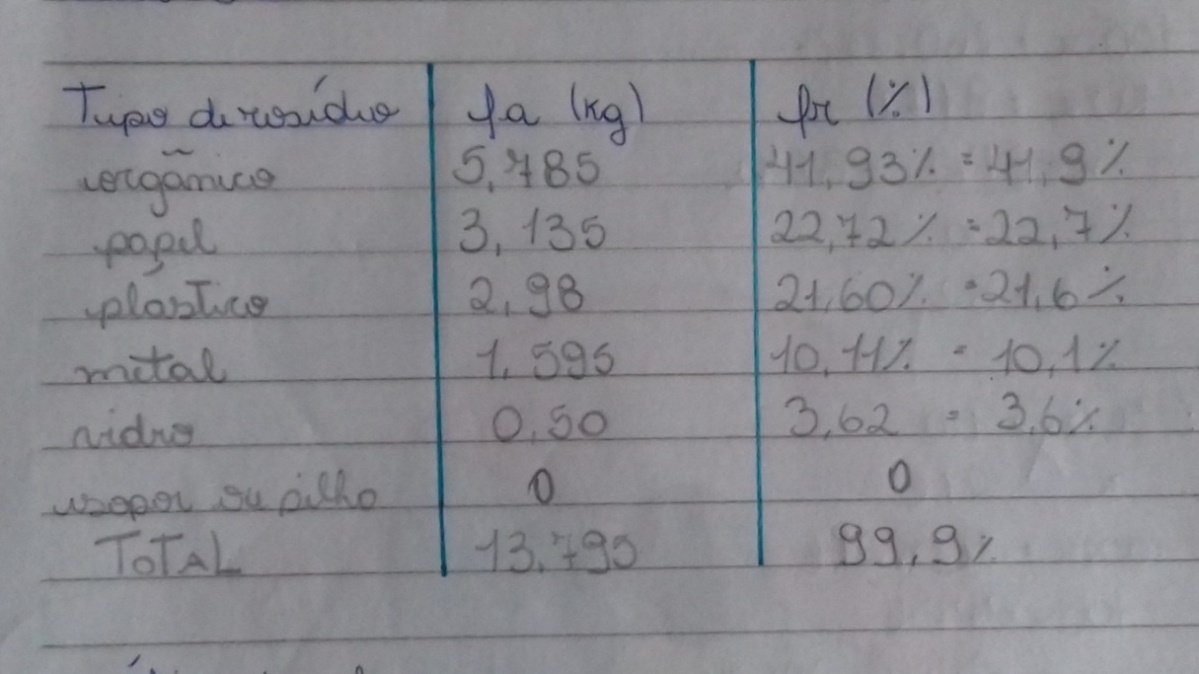 Tipo de resíduo fa (kg) fr (%)
orgânico 5,785 41,93% = 41,9%
papel 3,135 22,72% = 22,7%
plástico 2,98 21,60% = 21,6%
metal 1,395 10,11% = 10,1%
vidro 0,50 3,62 = 3,6%
isopor ou pilha 0 0
TOTAL 13,795 99,9%